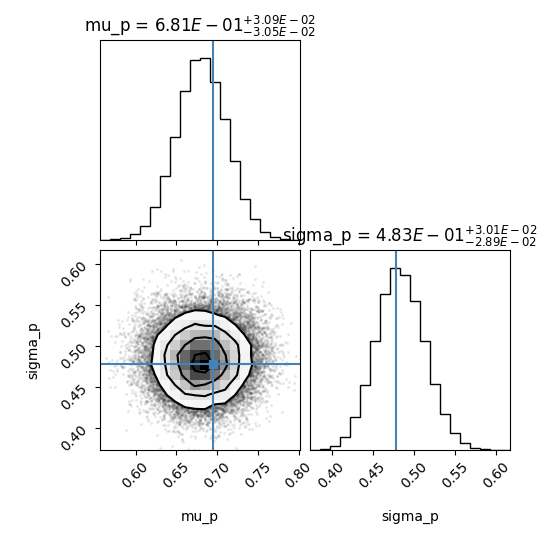 mu_p = 6.81E − 01+3.09E−02
−3.05E−02
sigma_p = 4.83E − 01+3.01E−02
−2.89E−02
0.60
0.55
0.50
0.45
0.40
sigma_p
0.60 0.65 0.70 0.75 0.80 0.40 0.45 0.50 0.55 0.60
mu_p sigma_p